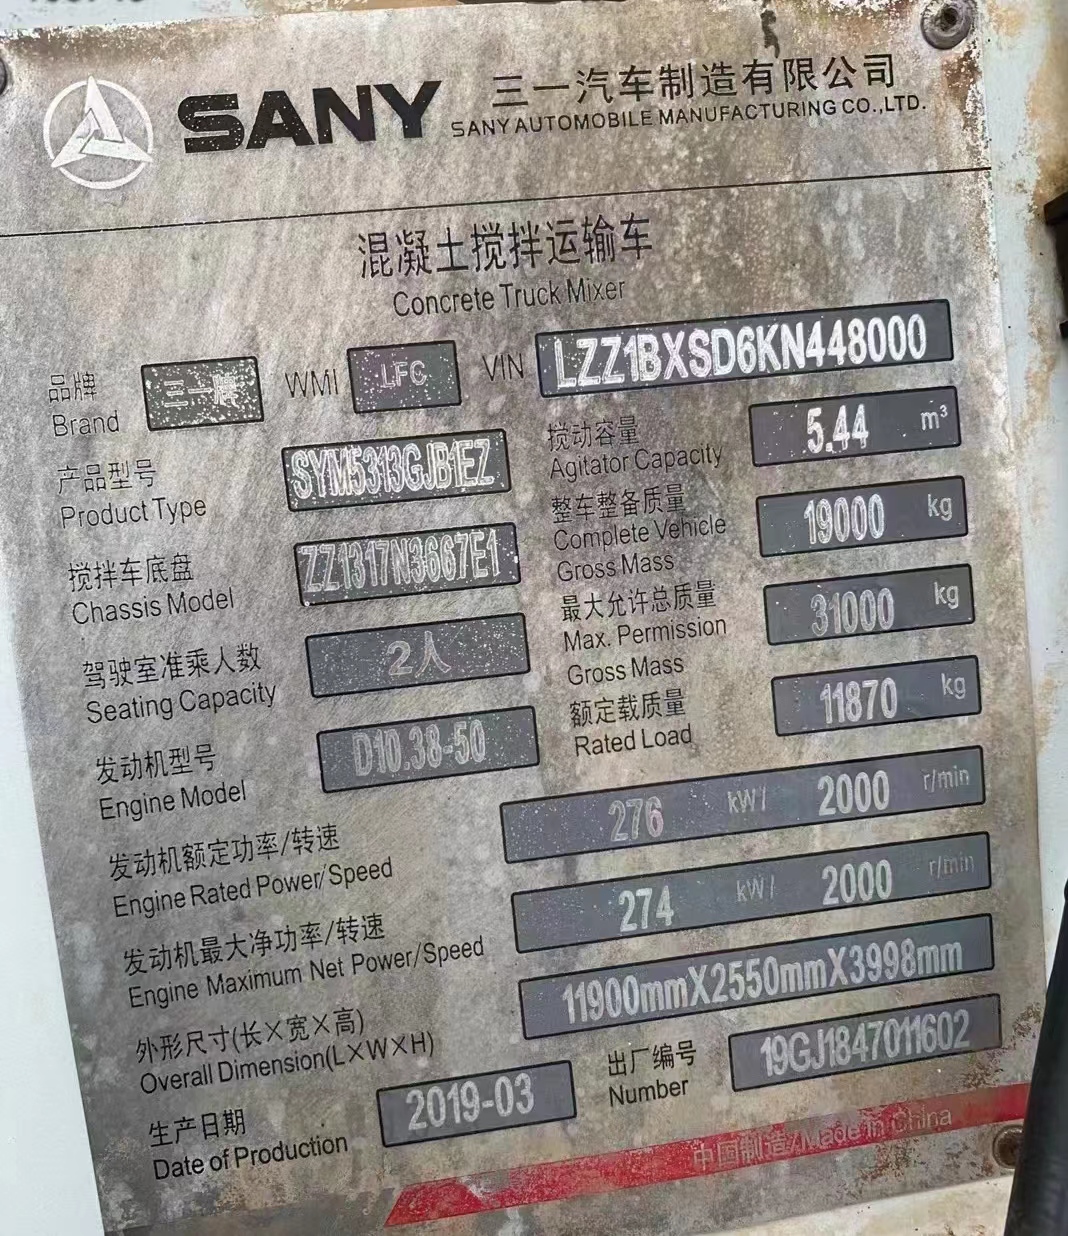 SANY 三一汽车制造有限公司
SANY AUTOMOBILE MANUFACTURING CO.,LTD.
混凝土搅拌运输车
Concrete Truck Mixer
品牌 三一牌 WMI LFC VIN LZZ1BXSD6KN448000
Brand
产品型号 SYM5313GJB1EZ
Product Type
搅拌车底盘 ZZ1317N3667E1
Chassis Model
驾驶室准乘人数 2人
Seating Capacity
发动机型号 D10.38-50
Engine Model
搅动容量 5.44 m³
Agitator Capacity
整车整备质量 19000 kg
Complete Vehicle
Gross Mass
最大允许总质量 31000 kg
Max. Permission
Gross Mass
额定载质量 11870 kg
Rated Load
发动机额定功率/转速 276 kW/ 2000 r/min
Engine Rated Power/Speed
发动机最大净功率/转速 274 kW/ 2000 r/min
Engine Maximum Net Power/Speed
外形尺寸(长×宽×高) 11900mmX2550mmX3998mm
Overall Dimension(L×W×H)
生产日期 2019-03 出厂编号 19GJ1847011602
Date of Production Number
中国制造/Made in China